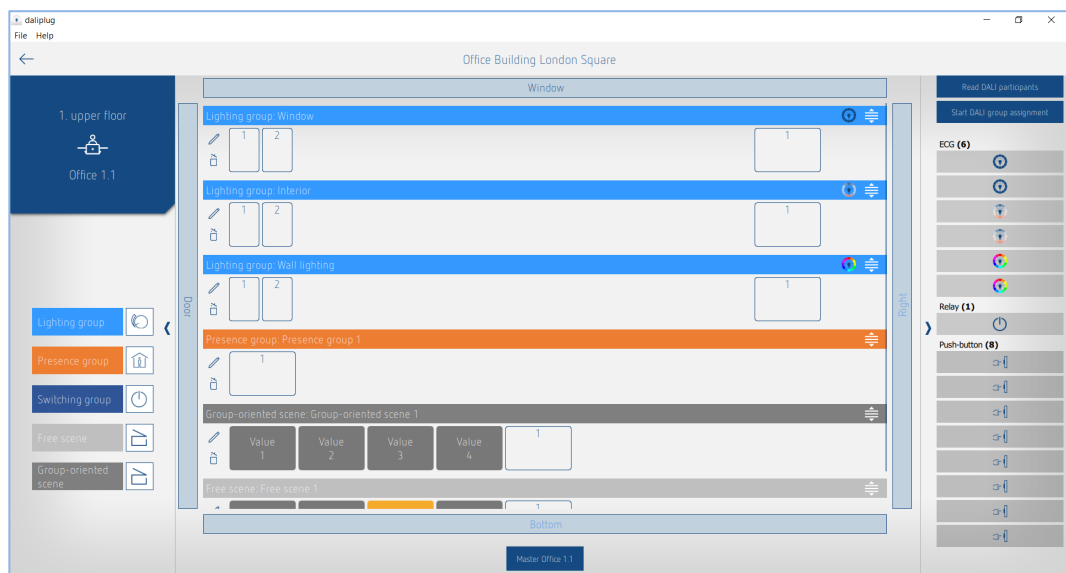 daliplug
File Help
Office Building London Square
1. upper floor
Office 1.1
Lighting group
Presence group
Switching group
Free scene
Group-oriented
scene
Window
Door
Lighting group: Window
1 2 1
Lighting group: Interior
1 2 1
Lighting group: Wall lighting
1 2 1
Presence group: Presence group 1
1
Group-oriented scene: Group-oriented scene 1
Value 1
Value 2
Value 3
Value 4
1
Free scene: Free scene 1
1
Bottom
Master Office 1.1
Right
Read DALI participants
Start DALI group assignment
ECG (6)
Relay (1)
Push-button (8)